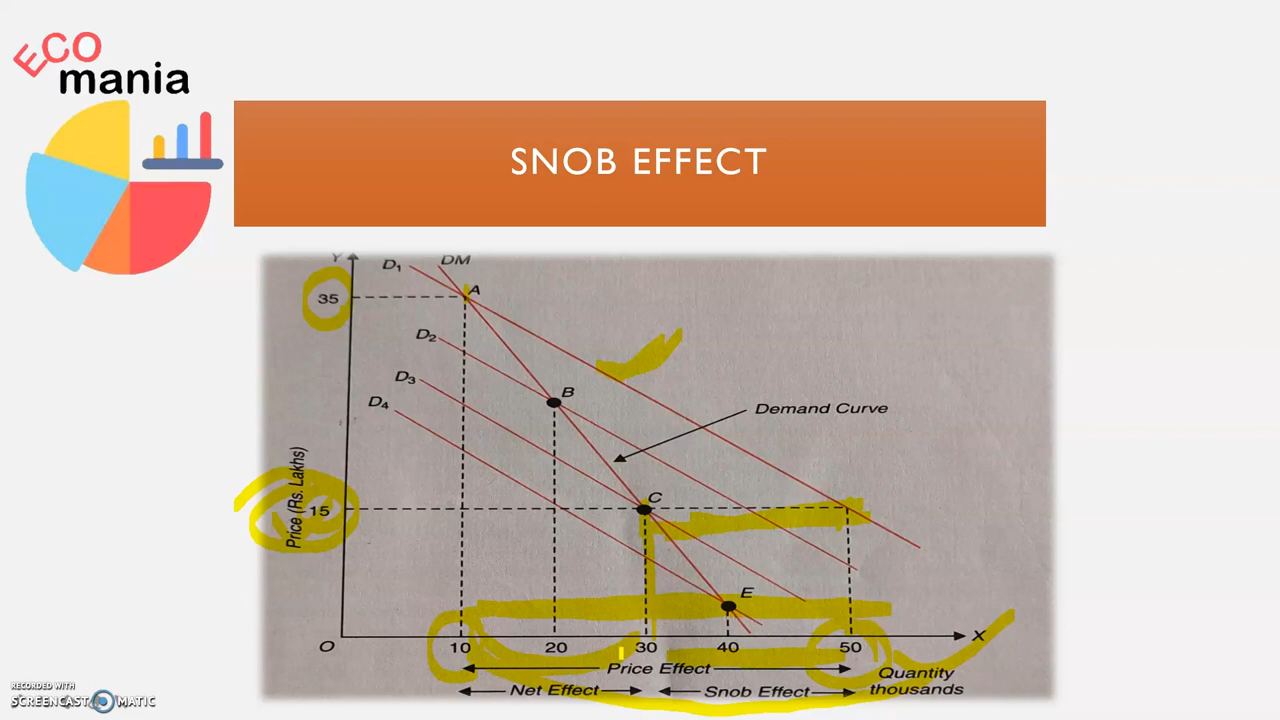 ECO
mania
SNOB EFFECT
Y
D1
DM
A
35
D2
B
D3
D4
Demand Curve
Price (Rs. Lakhs)
C
15
E
O
10 20 30 40 50
X
Price Effect
Quantity
thousands
Net Effect
Snob Effect
RECORDED WITH
SCREENCAST MATIC